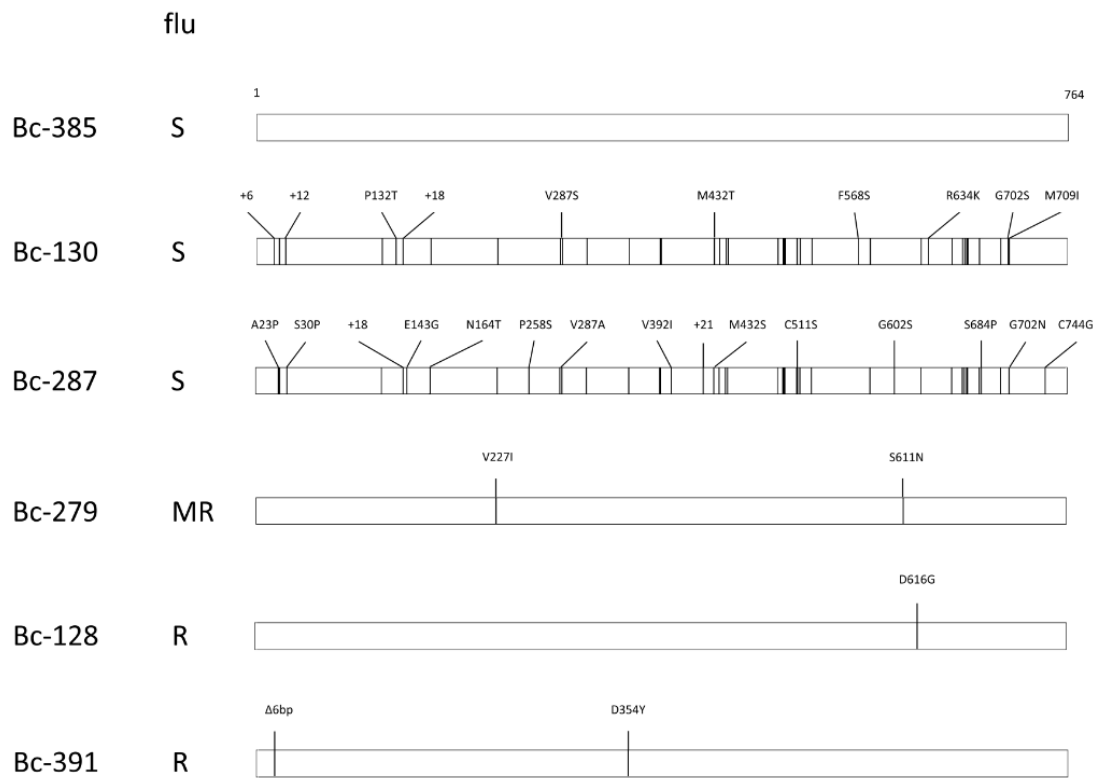 flu
1 764
Bc-385 S
+6 +12 P132T +18 V287S M432T F568S R634K G702S M709I
Bc-130 S
A23P S30P +18 E143G N164T P258S V287A V392I +21 M432S C511S G602S S684P G702N C744G
Bc-287 S
V227I S611N
Bc-279 MR
D616G
Bc-128 R
Δ6bp D354Y
Bc-391 R